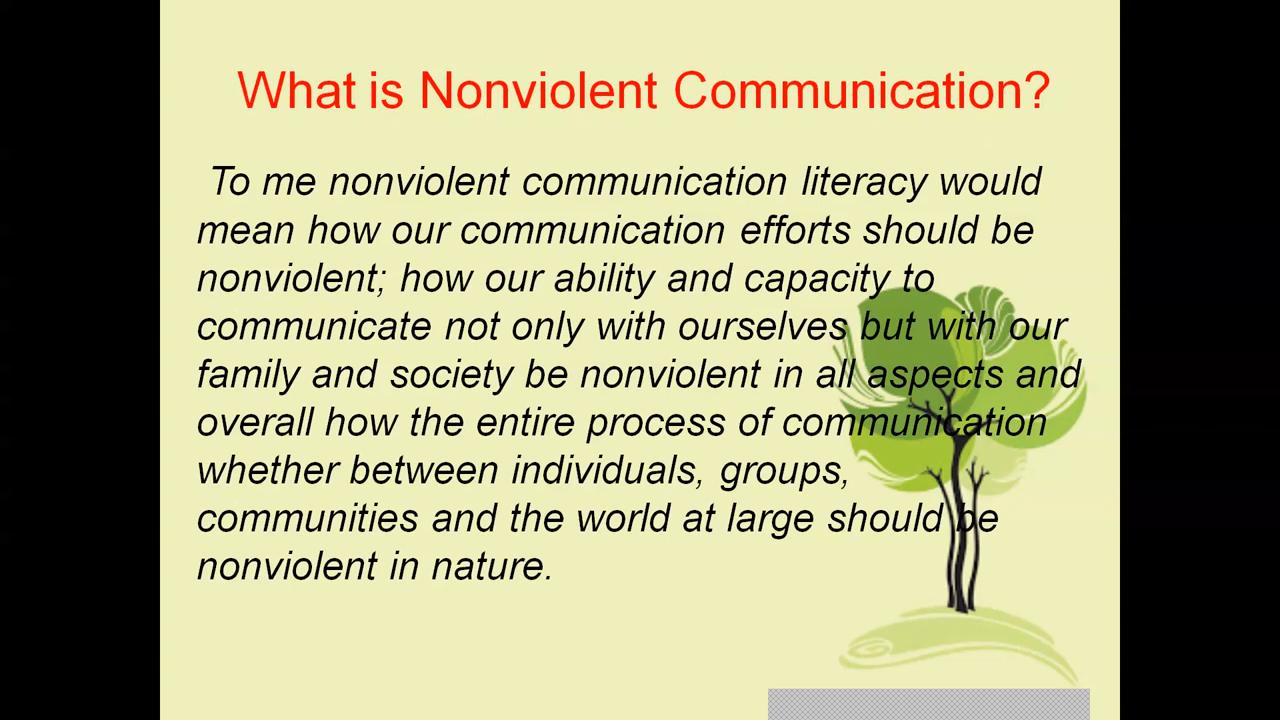 What is Nonviolent Communication?
To me nonviolent communication literacy would
mean how our communication efforts should be
nonviolent; how our ability and capacity to
communicate not only with ourselves but with our
family and society be nonviolent in all aspects and
overall how the entire process of communication
whether between individuals, groups,
communities and the world at large should be
nonviolent in nature.